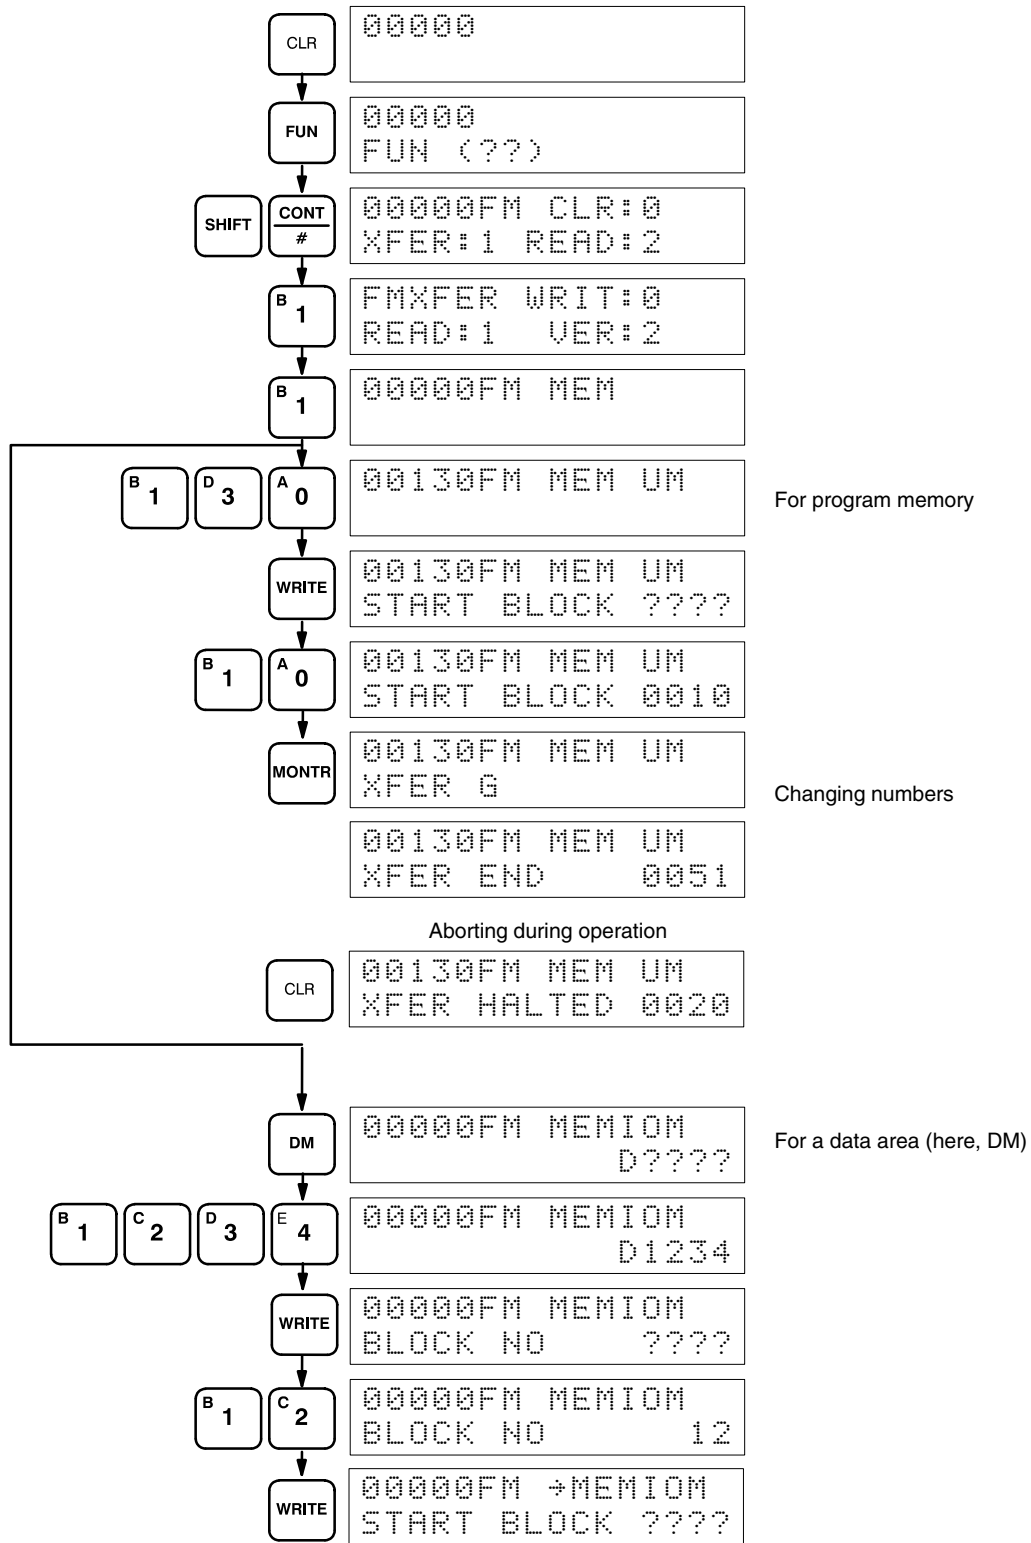 CLR
00000
FUN
00000
FUN (??)
SHIFT
CONT
#
00000FM CLR:0
XFER:1 READ:2
B 1
FMXFER WRIT:0
READ:1 VER:2
B 1
00000FM MEM
B 1 D 3 A 0
00130FM MEM UM
For program memory
WRITE
00130FM MEM UM
START BLOCK ????
B 1 A 0
00130FM MEM UM
START BLOCK 0010
MONTR
00130FM MEM UM
XFER G
Changing numbers
00130FM MEM UM
XFER END 0051
Aborting during operation
CLR
00130FM MEM UM
XFER HALTED 0020
DM
00000FM MEMIOM
D????
For a data area (here, DM)
B 1 C 2 D 3 E 4
00000FM MEMIOM
D1234
WRITE
00000FM MEMIOM
BLOCK NO ????
B 1 C 2
00000FM MEMIOM
BLOCK NO 12
WRITE
00000FM →MEMIOM
START BLOCK ????